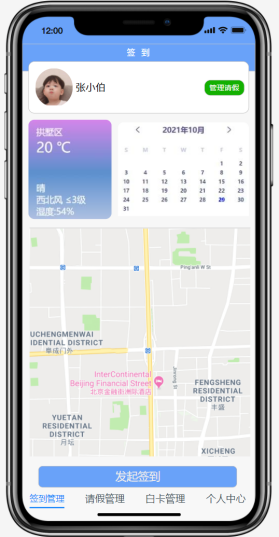 12:00
签 到
张小伯
管理请假
拱墅区
20 ℃
晴
西北风 ≤3级
湿度:54%
2021年10月
S M T W T F S
1 2
3 4 5 6 7 8 9
10 11 12 13 14 15 16
17 18 19 20 21 22 23
24 25 26 27 28 29 30
31
Ping'anli W St
UCHENGMENWAI
IDENTIAL DISTRICT
阜成门外
InterContinental
Beijing Financial Street
北京金融街洲际酒店
FENGSHENG
RESIDENTIAL
DISTRICT
丰盛
YUETAN
RESIDENTIAL
DISTRICT
月坛
XICHENG
发起签到
签到管理 请假管理 白卡管理 个人中心